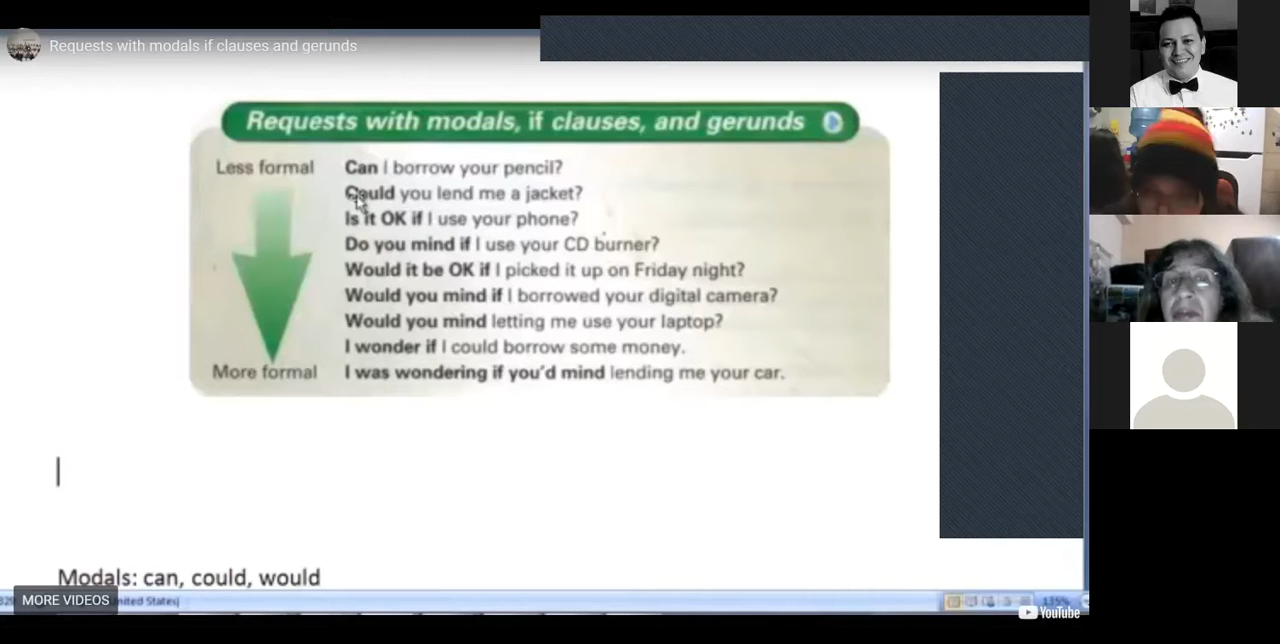 Requests with modals if clauses and gerunds
Requests with modals, if clauses, and gerunds
Less formal
Can I borrow your pencil?
Could you lend me a jacket?
Is it OK if I use your phone?
Do you mind if I use your CD burner?
Would it be OK if I picked it up on Friday night?
Would you mind if I borrowed your digital camera?
Would you mind letting me use your laptop?
I wonder if I could borrow some money.
More formal
I was wondering if you'd mind lending me your car.
Modals: can, could, would
MORE VIDEOS
States)
135%
YouTube